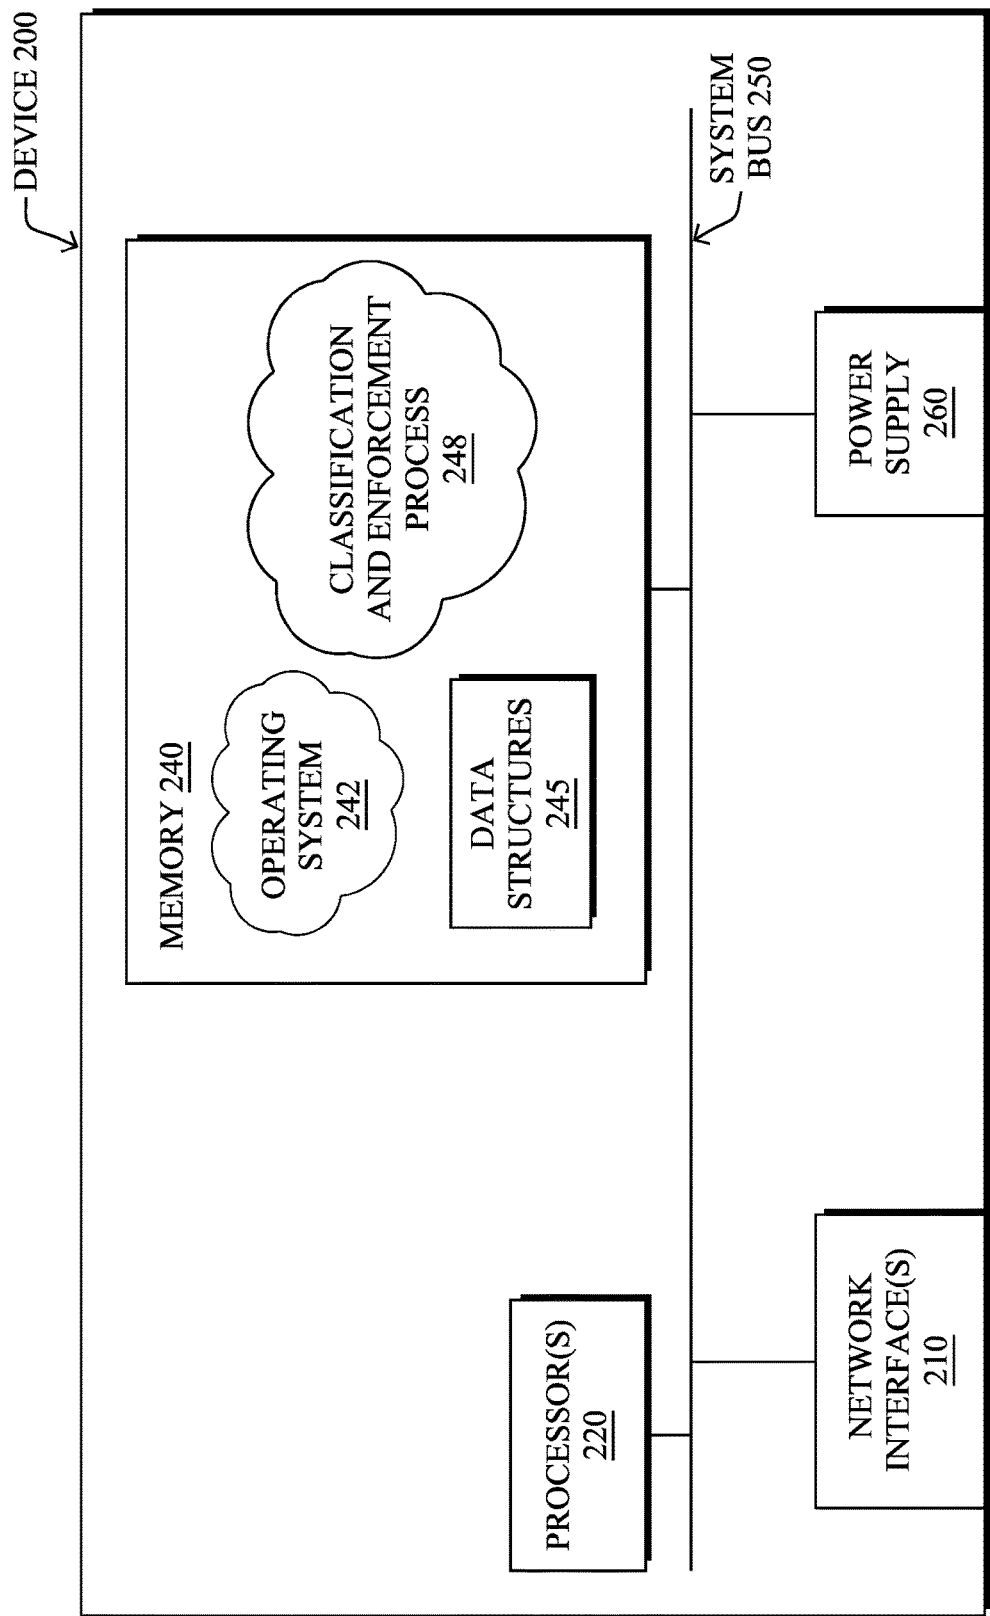 DEVICE 200
MEMORY 240
OPERATING
SYSTEM
242
CLASSIFICATION
AND ENFORCEMENT
PROCESS
248
DATA
STRUCTURES
245
PROCESSOR(S)
220
SYSTEM
BUS 250
NETWORK
INTERFACE(S)
210
POWER
SUPPLY
260